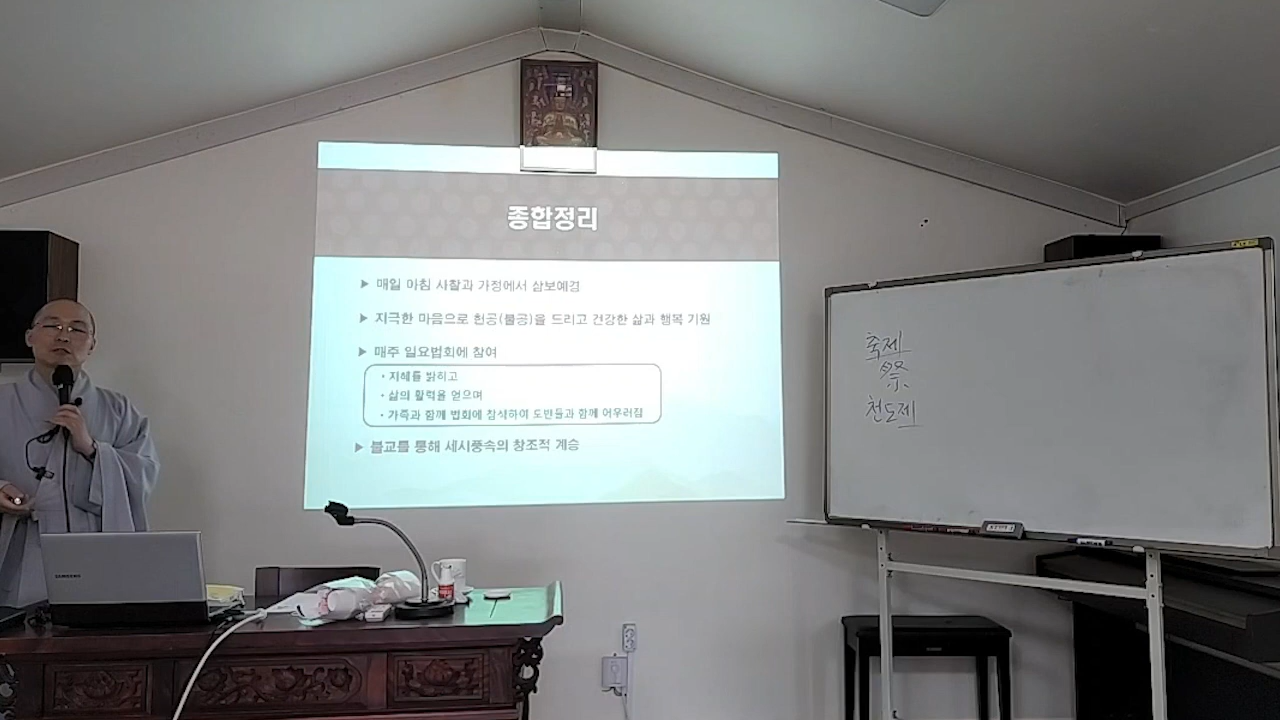 종합정리
▶ 매일 아침 사찰과 가정에서 삼보예경
▶ 지극한 마음으로 헌공(불공)을 드리고 건강한 삶과 행복 기원
▶ 매주 일요법회에 참여
· 지혜를 밝히고
· 삶의 활력을 얻으며
· 가족과 함께 법회에 참석하여 도반들과 함께 어우러짐
▶ 불교를 통해 세시풍속의 창조적 계승
축제
祭
천도제
SAMSUNG